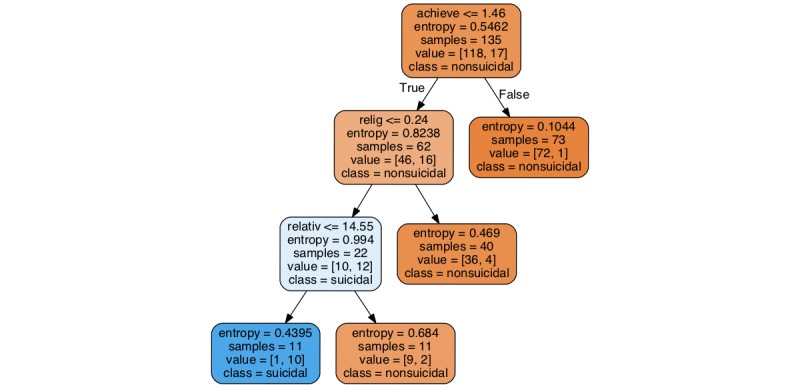 achieve <= 1.46
entropy = 0.5462
samples = 135
value = [118, 17]
class = nonsuicidal
True
False
relig <= 0.24
entropy = 0.8238
samples = 62
value = [46, 16]
class = nonsuicidal
entropy = 0.1044
samples = 73
value = [72, 1]
class = nonsuicidal
relativ <= 14.55
entropy = 0.994
samples = 22
value = [10, 12]
class = suicidal
entropy = 0.469
samples = 40
value = [36, 4]
class = nonsuicidal
entropy = 0.4395
samples = 11
value = [1, 10]
class = suicidal
entropy = 0.684
samples = 11
value = [9, 2]
class = nonsuicidal